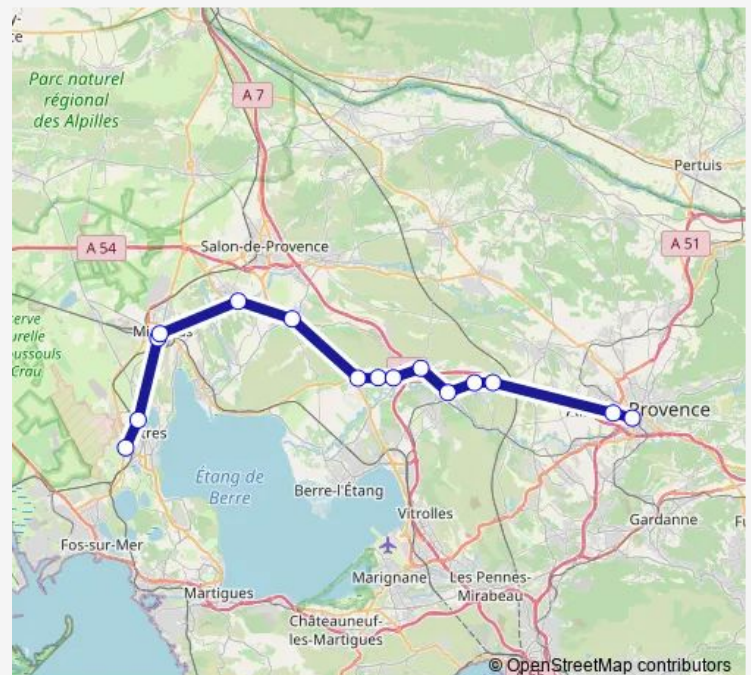 Parc naturel
régional
des Alpilles
A 7
Pertuis
A 54
Salon-de-Provence
A 51
Crau
Provence
Étang de
Berre
Berre-l'Étang
Vitrolles
Gardanne
Fos-sur-Mer
Marignane
Les Pennes-
Mirabeau
Martigues
Châteauneuf-
les-Martigues
© OpenStreetMap contributors